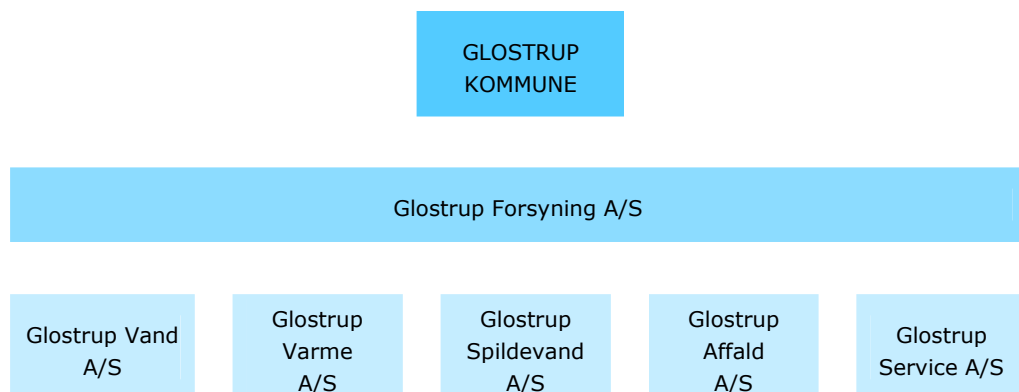 GLOSTRUP
KOMMUNE
Glostrup Forsyning A/S
Glostrup Vand
A/S
Glostrup
Varme
A/S
Glostrup
Spildevand
A/S
Glostrup
Affald
A/S
Glostrup
Service A/S